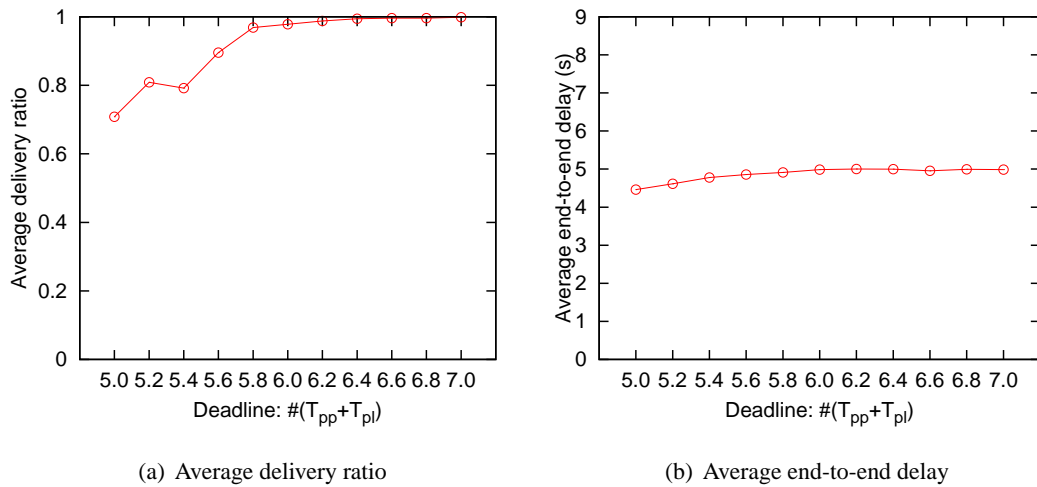 Average delivery ratio
1
0.8
0.6
0.4
0.2
0
5.0 5.2 5.4 5.6 5.8 6.0 6.2 6.4 6.6 6.8 7.0
Deadline: #(Tpp+Tpl)
(a) Average delivery ratio
Average end-to-end delay (s)
9
8
7
6
5
4
3
2
1
0
5.0 5.2 5.4 5.6 5.8 6.0 6.2 6.4 6.6 6.8 7.0
Deadline: #(Tpp+Tpl)
(b) Average end-to-end delay